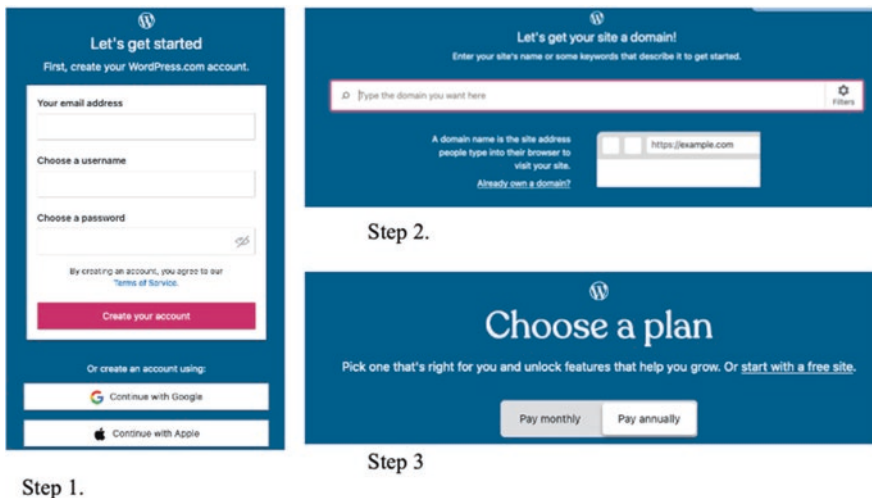 Let's get started
First, create your WordPress.com account.
Your email address
Choose a username
Choose a password
By creating an account, you agree to our
Terms of Service.
Create your account
Or create an account using:
Continue with Google
Continue with Apple
Step 1.
Let's get your site a domain!
Enter your site's name or some keywords that describe it to get started.
Type the domain you want here
Filters
A domain name is the site address
people type into their browser to
visit your site.
Already own a domain?
https://example.com
Step 2.
Choose a plan
Pick one that's right for you and unlock features that help you grow. Or start with a free site.
Pay monthly
Pay annually
Step 3